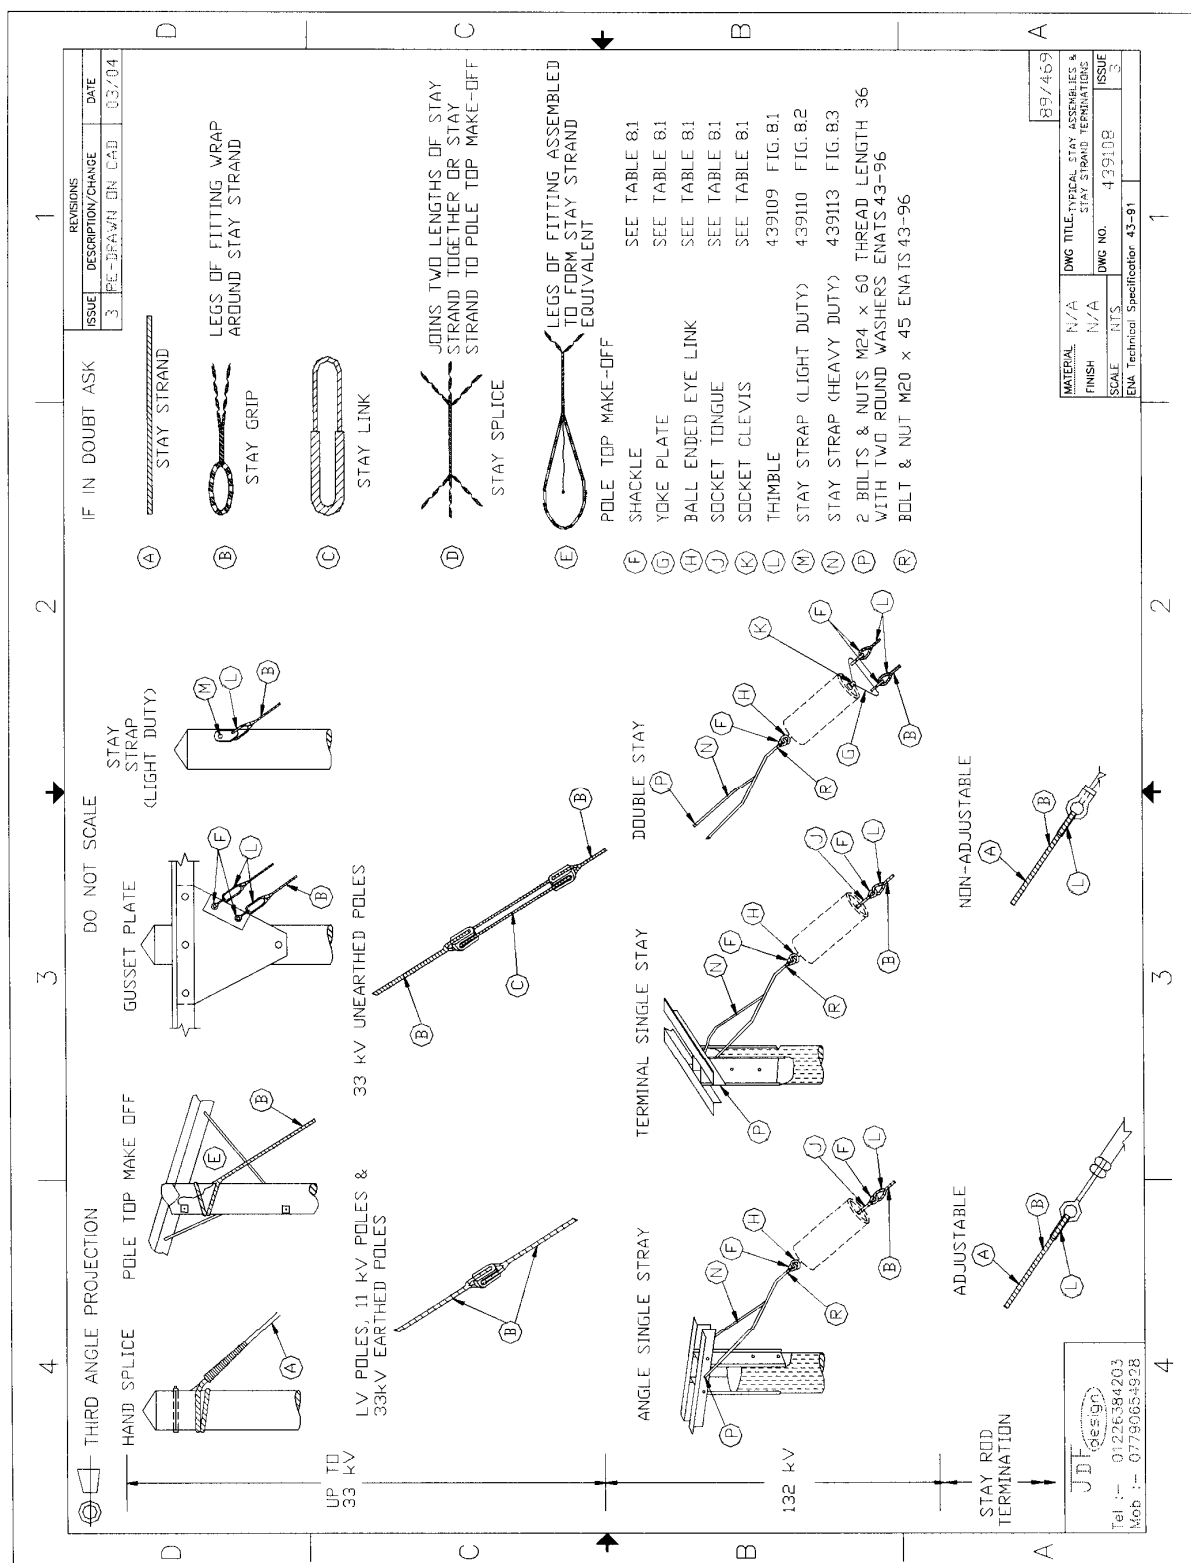 4
3
2
1
D
C
B
A
THIRD ANGLE PROJECTION
DO NOT SCALE
IF IN DOUBT ASK
REVISIONS
ISSUE DESCRIPTION/CHANGE DATE
3 RE-DRAWN ON CAD 03/04
HAND SPLICE
POLE TOP MAKE OFF
GUSSET PLATE
STAY
STRAP
(LIGHT DUTY)
A
E
B
F
L
B
M
L
B
UP TO
33 kV
LV POLES, 11 kV POLES &
33kV EARTHED POLES
B
33 kV UNEARTHED POLES
B
C
B
132 kV
ANGLE SINGLE STRAY
P
N
F
H
R
J
F
L
B
TERMINAL SINGLE STAY
P
N
F
H
R
J
F
L
B
DOUBLE STAY
P
N
F
H
R
K
G
F
L
B
STAY ROD
TERMINATION
ADJUSTABLE
A
B
L
NON-ADJUSTABLE
A
B
L
A STAY STRAND
B STAY GRIP
LEGS OF FITTING WRAP
AROUND STAY STRAND
C STAY LINK
D STAY SPLICE
JOINS TWO LENGTHS OF STAY
STRAND TOGETHER OR STAY
STRAND TO POLE TOP MAKE-OFF
E POLE TOP MAKE-OFF
LEGS OF FITTING ASSEMBLED
TO FORM STAY STRAND
EQUIVALENT
F SHACKLE SEE TABLE 8.1
G YOKE PLATE SEE TABLE 8.1
H BALL ENDED EYE LINK SEE TABLE 8.1
J SOCKET TONGUE SEE TABLE 8.1
K SOCKET CLEVIS SEE TABLE 8.1
L THIMBLE 439109 FIG. 8.1
M STAY STRAP (LIGHT DUTY) 439110 FIG. 8.2
N STAY STRAP (HEAVY DUTY) 439113 FIG. 8.3
P 2 BOLTS & NUTS M24 x 60 THREAD LENGTH 36
WITH TWO ROUND WASHERS ENATS43-96
R BOLT & NUT M20 x 45 ENATS43-96
JDF design
Tel :- 01226384203
Mob :- 07790654928
89/469
MATERIAL N/A
FINISH N/A
SCALE NTS
DWG TITLE. TYPICAL STAY ASSEMBLIES &
STAY STRAND TERMINATIONS
DWG NO. 439108
ISSUE 3
ENA Technical Specification 43-91
4
3
2
1
D
C
B
A